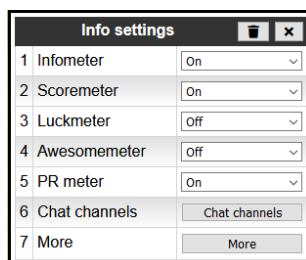 Info settings
1 Infometer On
2 Scoremeter On
3 Luckmeter Off
4 Awesomemeter Off
5 PR meter On
6 Chat channels Chat channels
7 More More